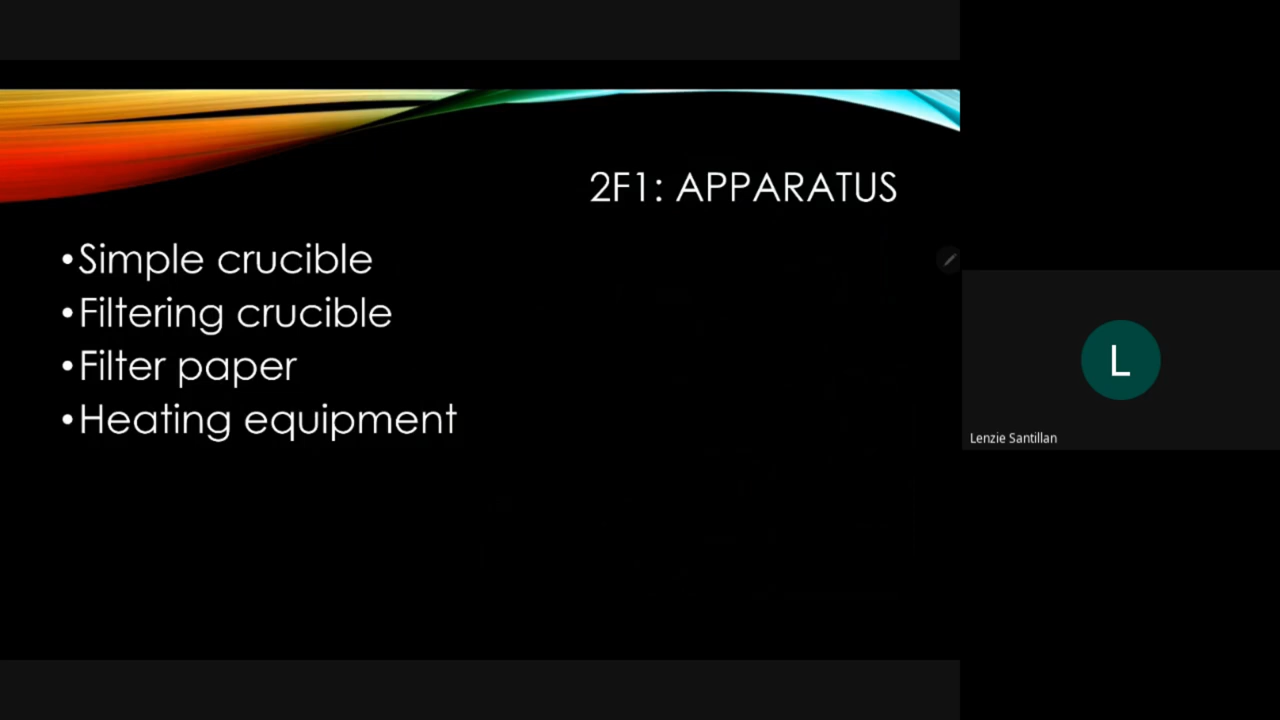 2F1: APPARATUS
•Simple crucible
•Filtering crucible
•Filter paper
•Heating equipment
L
Lenzie Santillan